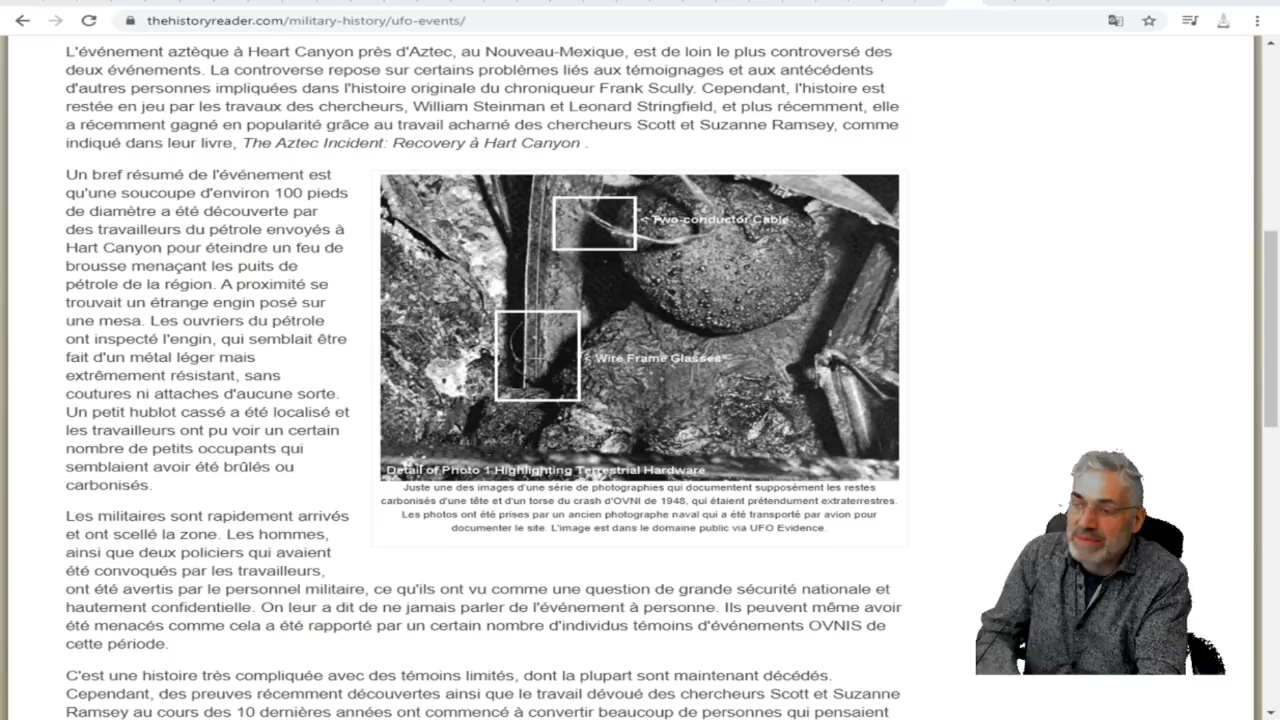 thehistoryreader.com/military-history/ufo-events/
L'événement aztèque à Heart Canyon près d'Aztec, au Nouveau-Mexique, est de loin le plus controversé des
deux événements. La controverse repose sur certains problèmes liés aux témoignages et aux antécédents
d'autres personnes impliquées dans l'histoire originale du chroniqueur Frank Scully. Cependant, l'histoire est
restée en jeu par les travaux des chercheurs, William Steinman et Leonard Stringfield, et plus récemment, elle
a récemment gagné en popularité grâce au travail acharné des chercheurs Scott et Suzanne Ramsey, comme
indiqué dans leur livre, The Aztec Incident: Recovery à Hart Canyon .
Un bref résumé de l'événement est
qu'une soucoupe d'environ 100 pieds
de diamètre a été découverte par
des travailleurs du pétrole envoyés à
Hart Canyon pour éteindre un feu de
brousse menaçant les puits de
pétrole de la région. A proximité se
trouvait un étrange engin posé sur
une mesa. Les ouvriers du pétrole
ont inspecté l'engin, qui semblait être
fait d'un métal léger mais
extrêmement résistant, sans
coutures ni attaches d'aucune sorte.
Un petit hublot cassé a été localisé et
les travailleurs ont pu voir un certain
nombre de petits occupants qui
semblaient avoir été brûlés ou
carbonisés.
< Two-conductor Cable
< Wire Frame Glasses
Detail of Photo 1 Highlighting Terrestrial Hardware
Juste une des images d'une série de photographies qui documentent supposément les restes
carbonisés d'une tête et d'un torse du crash d'OVNI de 1948, qui étaient prétendument extraterrestres.
Les photos ont été prises par un ancien photographe naval qui a été transporté par avion pour
documenter le site. L'image est dans le domaine public via UFO Evidence.
Les militaires sont rapidement arrivés
et ont scellé la zone. Les hommes,
ainsi que deux policiers qui avaient
été convoqués par les travailleurs,
ont été avertis par le personnel militaire, ce qu'ils ont vu comme une question de grande sécurité nationale et
hautement confidentielle. On leur a dit de ne jamais parler de l'événement à personne. Ils peuvent même avoir
été menacés comme cela a été rapporté par un certain nombre d'individus témoins d'événements OVNIS de
cette période.
C'est une histoire très compliquée avec des témoins limités, dont la plupart sont maintenant décédés.
Cependant, des preuves récemment découvertes ainsi que le travail dévoué des chercheurs Scott et Suzanne
Ramsey au cours des 10 dernières années ont commencé à convertir beaucoup de personnes qui pensaient